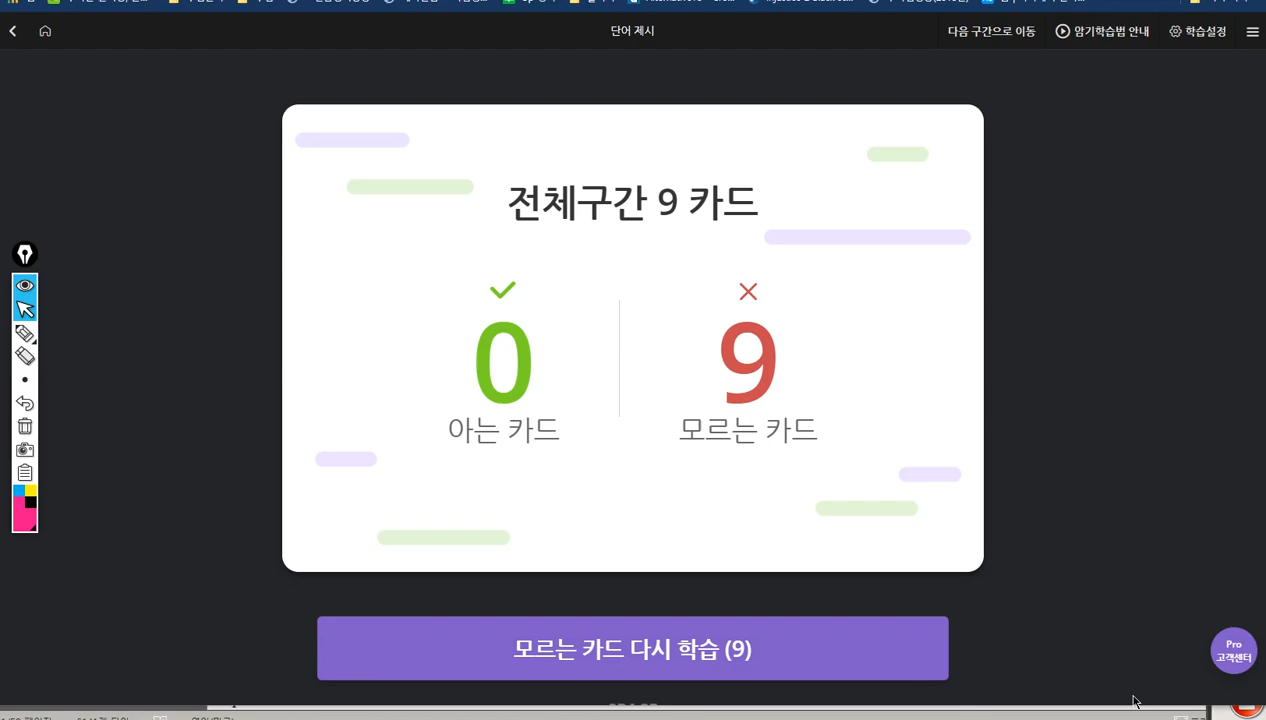 단어 제시
다음 구간으로 이동
암기학습법 안내
학습설정
전체구간 9 카드
0
9
아는 카드
모르는 카드
모르는 카드 다시 학습 (9)
Pro
고객센터